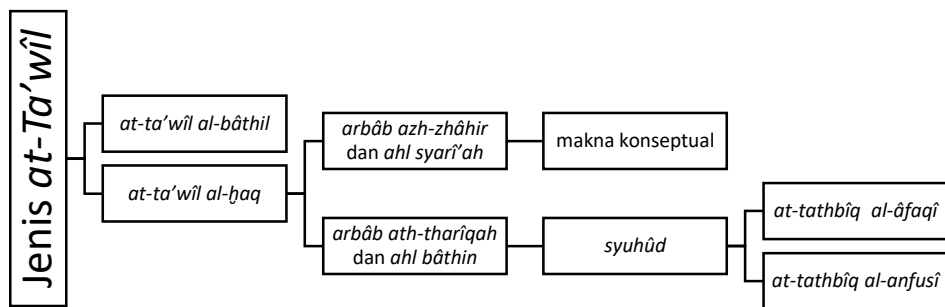 Jenis at-Ta’wîl
at-ta’wîl al-bâthil
at-ta’wîl al-ḫaq
arbâb azh-zhâhir
dan ahl syarî’ah
makna konseptual
arbâb ath-tharîqah
dan ahl bâthin
syuhûd
at-tathbîq al-âfaqî
at-tathbîq al-anfusî